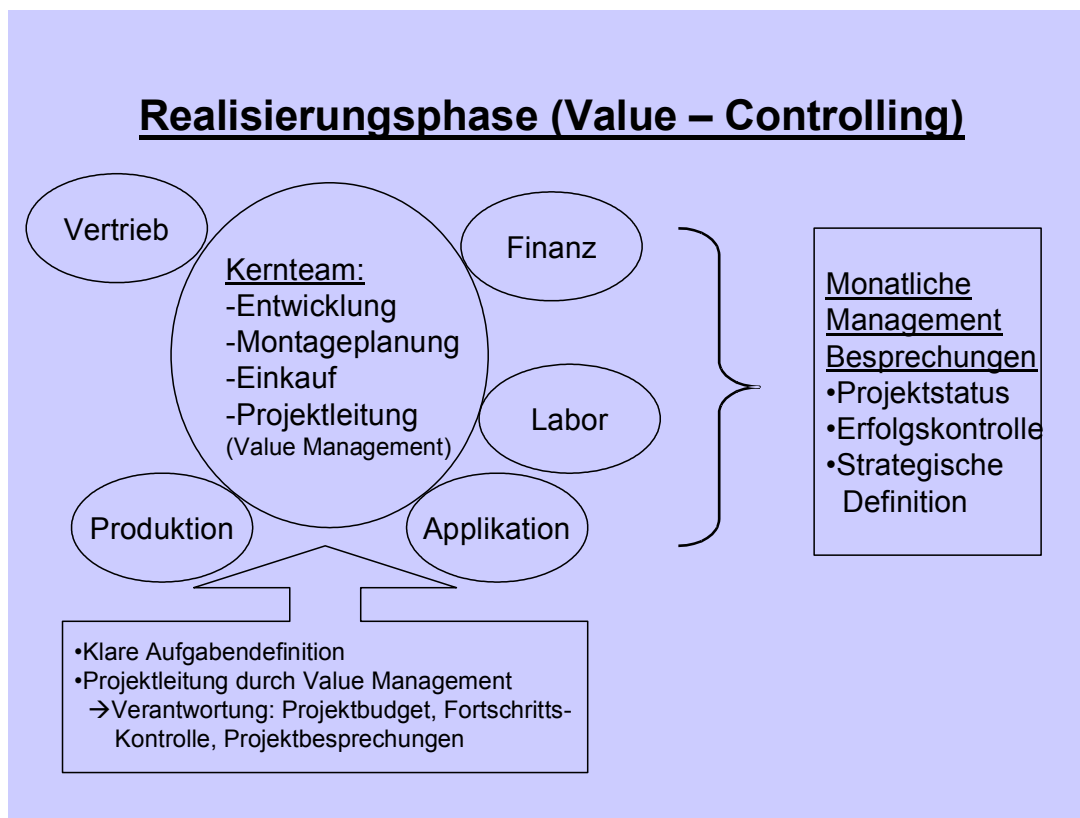 Realisierungsphase (Value – Controlling)
Vertrieb
Kernteam:
-Entwicklung
-Montageplanung
-Einkauf
-Projektleitung
(Value Management)
Finanz
Labor
Produktion
Applikation
Monatliche
Management
Besprechungen
•Projektstatus
•Erfolgskontrolle
•Strategische
Definition
•Klare Aufgabendefinition
•Projektleitung durch Value Management
→Verantwortung: Projektbudget, Fortschritts-
Kontrolle, Projektbesprechungen